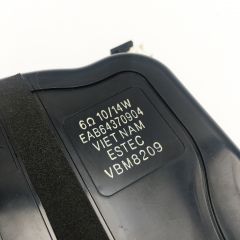 6Ω 10/14W
EAB64370904
VIET NAM
ESTEC
VBM8209